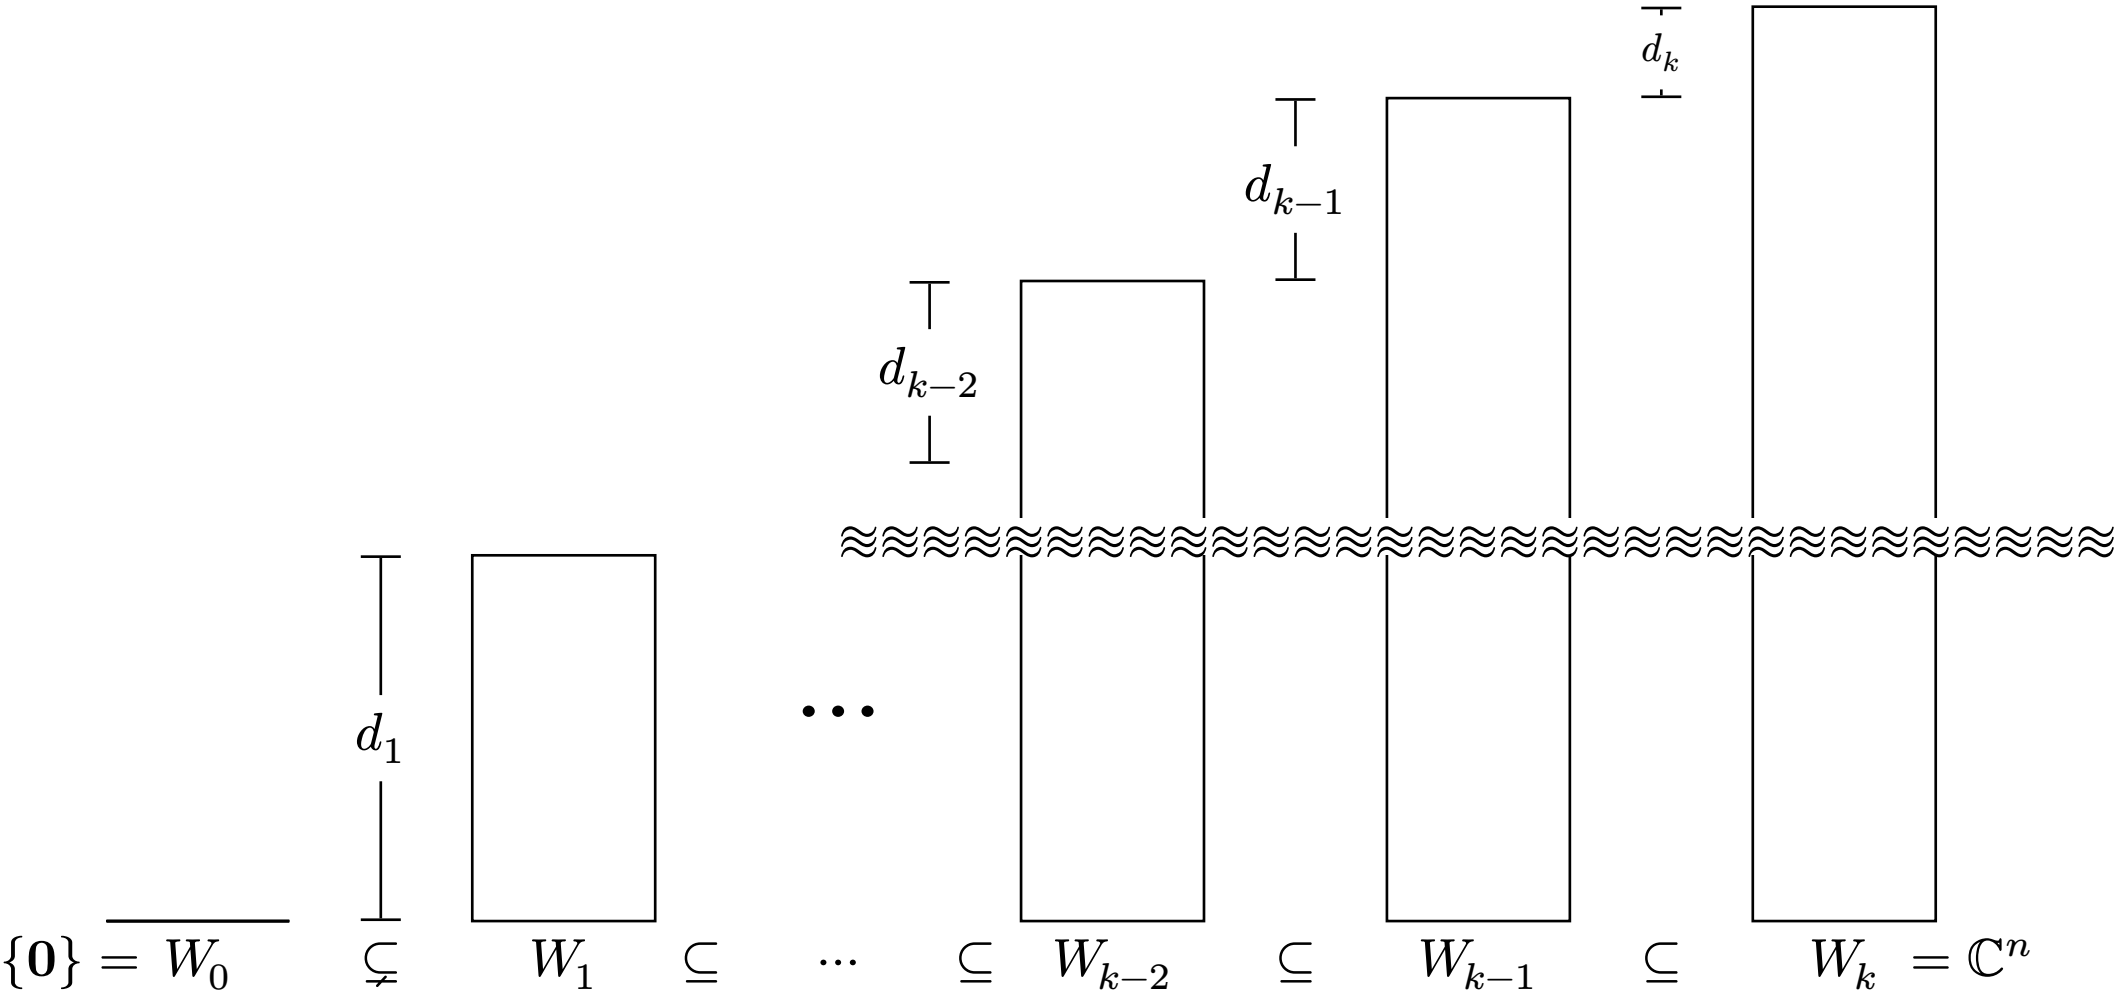 d_k
d_{k−1}
d_{k−2}
≋≋≋≋≋≋≋≋≋≋≋≋≋≋≋≋≋≋≋≋≋≋≋≋≋≋≋≋≋≋≋
d_1
⋯
{𝟎} = W_0 ⊊ W_1 ⊆ ⋯ ⊆ W_{k−2} ⊆ W_{k−1} ⊆ W_k = ℂ^n